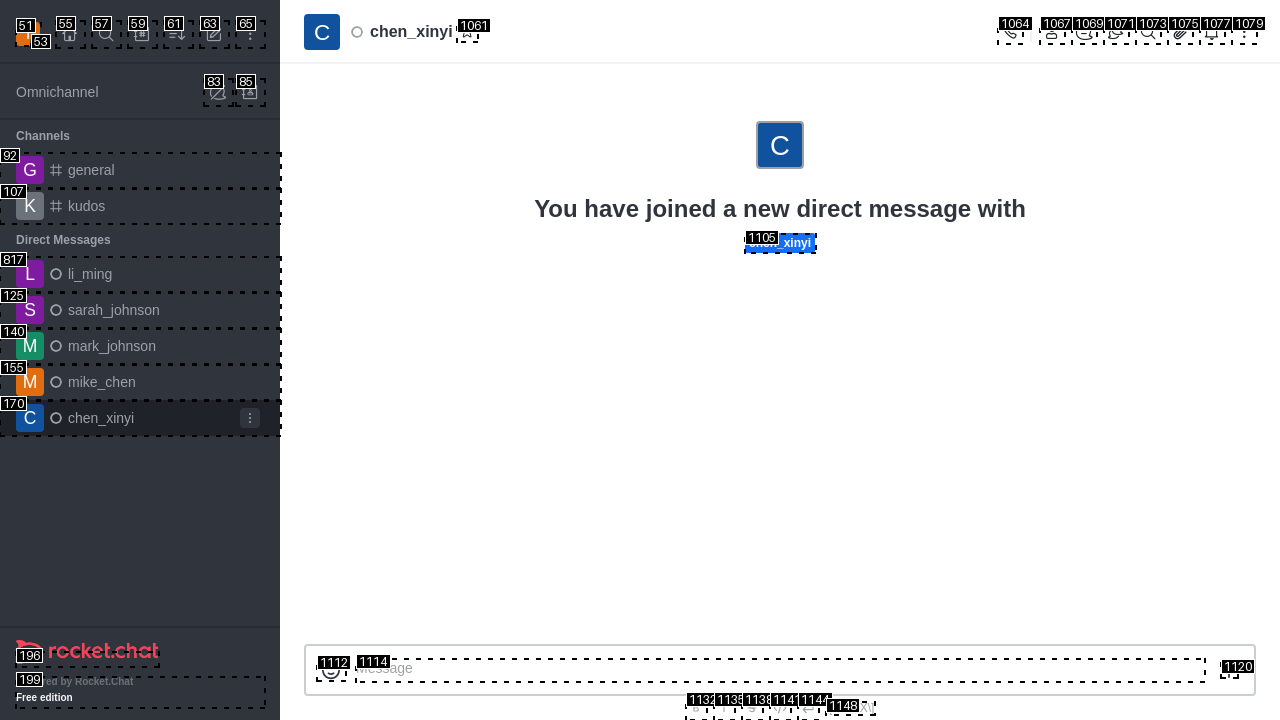 51
53
55
57
59
61
63
65
C
chen_xinyi
1061
1064
1067
1069
1071
1073
1075
1077
1079
Omnichannel
83
85
Channels
92
G
general
107
K
kudos
Direct Messages
817
L
li_ming
125
S
sarah_johnson
140
M
mark_johnson
155
M
mike_chen
170
C
chen_xinyi
C
You have joined a new direct message with
1105
_xinyi
196
rocket.chat
199
ed by Rocket.Chat
Free edition
1112
1114
Message
1120
1132
1135
1138
1141
1144
1148